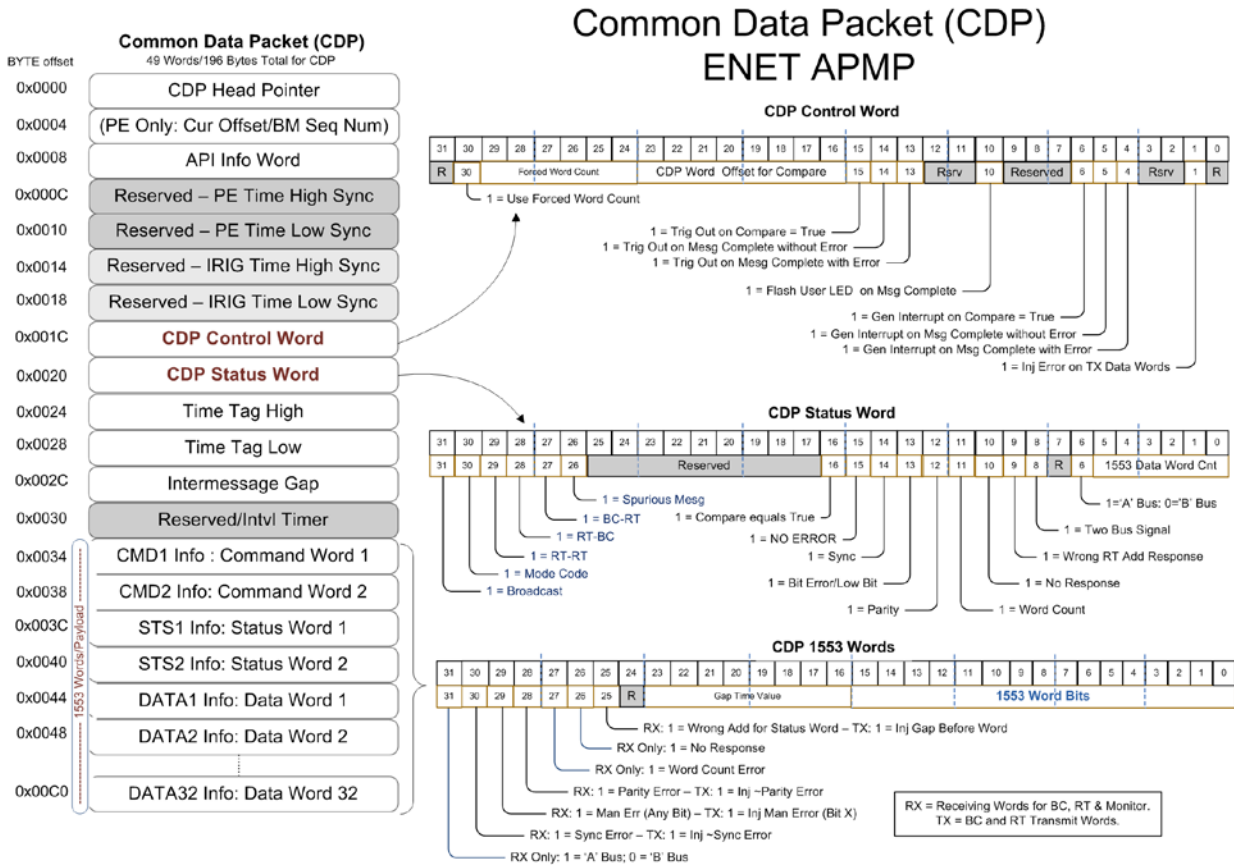 Common Data Packet (CDP)
ENET APMP
Common Data Packet (CDP)
49 Words/196 Bytes Total for CDP
BYTE offset
0x0000
CDP Head Pointer
0x0004
(PE Only: Cur Offset/BM Seq Num)
0x0008
API Info Word
0x000C
Reserved – PE Time High Sync
0x0010
Reserved – PE Time Low Sync
0x0014
Reserved – IRIG Time High Sync
0x0018
Reserved – IRIG Time Low Sync
0x001C
CDP Control Word
0x0020
CDP Status Word
0x0024
Time Tag High
0x0028
Time Tag Low
0x002C
Intermessage Gap
0x0030
Reserved/Intvl Timer
0x0034
CMD1 Info : Command Word 1
0x0038
CMD2 Info: Command Word 2
0x003C
STS1 Info: Status Word 1
0x0040
STS2 Info: Status Word 2
0x0044
DATA1 Info: Data Word 1
0x0048
DATA2 Info: Data Word 2
0x00C0
DATA32 Info: Data Word 32
1553 Words/Payload
CDP Control Word
31 30 29 28 27 26 25 24 23 22 21 20 19 18 17 16 15 14 13 12 11 10 9 8 7 6 5 4 3 2 1 0
R 30 Forced Word Count CDP Word Offset for Compare 15 14 13 Rsrv 10 Reserved 6 5 4 Rsrv 1 R
1 = Use Forced Word Count
1 = Trig Out on Compare = True
1 = Trig Out on Mesg Complete without Error
1 = Trig Out on Mesg Complete with Error
1 = Flash User LED on Msg Complete
1 = Gen Interrupt on Compare = True
1 = Gen Interrupt on Msg Complete without Error
1 = Gen Interrupt on Msg Complete with Error
1 = Inj Error on TX Data Words
CDP Status Word
31 30 29 28 27 26 25 24 23 22 21 20 19 18 17 16 15 14 13 12 11 10 9 8 7 6 5 4 3 2 1 0
31 30 29 28 27 26 Reserved 16 15 14 13 12 11 10 9 8 R 6 1553 Data Word Cnt
1 = Spurious Mesg
1 = BC-RT
1 = RT-BC
1 = RT-RT
1 = Mode Code
1 = Broadcast
1 = Compare equals True
1 = NO ERROR
1 = Sync
1 = Bit Error/Low Bit
1 = Parity
1='A' Bus; 0='B' Bus
1 = Two Bus Signal
1 = Wrong RT Add Response
1 = No Response
1 = Word Count
CDP 1553 Words
31 30 29 28 27 26 25 24 23 22 21 20 19 18 17 16 15 14 13 12 11 10 9 8 7 6 5 4 3 2 1 0
31 30 29 28 27 26 25 R Gap Time Value 1553 Word Bits
RX: 1 = Wrong Add for Status Word – TX: 1 = Inj Gap Before Word
RX Only: 1 = No Response
RX Only: 1 = Word Count Error
RX: 1 = Parity Error – TX: 1 = Inj ~Parity Error
RX: 1 = Man Err (Any Bit) – TX: 1 = Inj Man Error (Bit X)
RX: 1 = Sync Error – TX: 1 = Inj ~Sync Error
RX Only: 1 = 'A' Bus; 0 = 'B' Bus
RX = Receiving Words for BC, RT & Monitor.
TX = BC and RT Transmit Words.